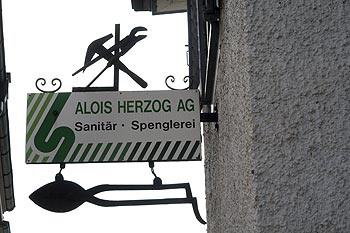 ALOIS HERZOG AG
Sanitär · Spenglerei